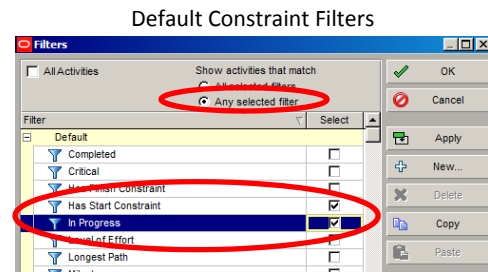 Default Constraint Filters
Filters
All Activities
Show activities that match
All selected filters
Any selected filter
OK
Cancel
Filter
Select
Default
Completed
Critical
Has Finish Constraint
Has Start Constraint
In Progress
Level of Effort
Longest Path
Apply
New...
Delete
Copy
Paste